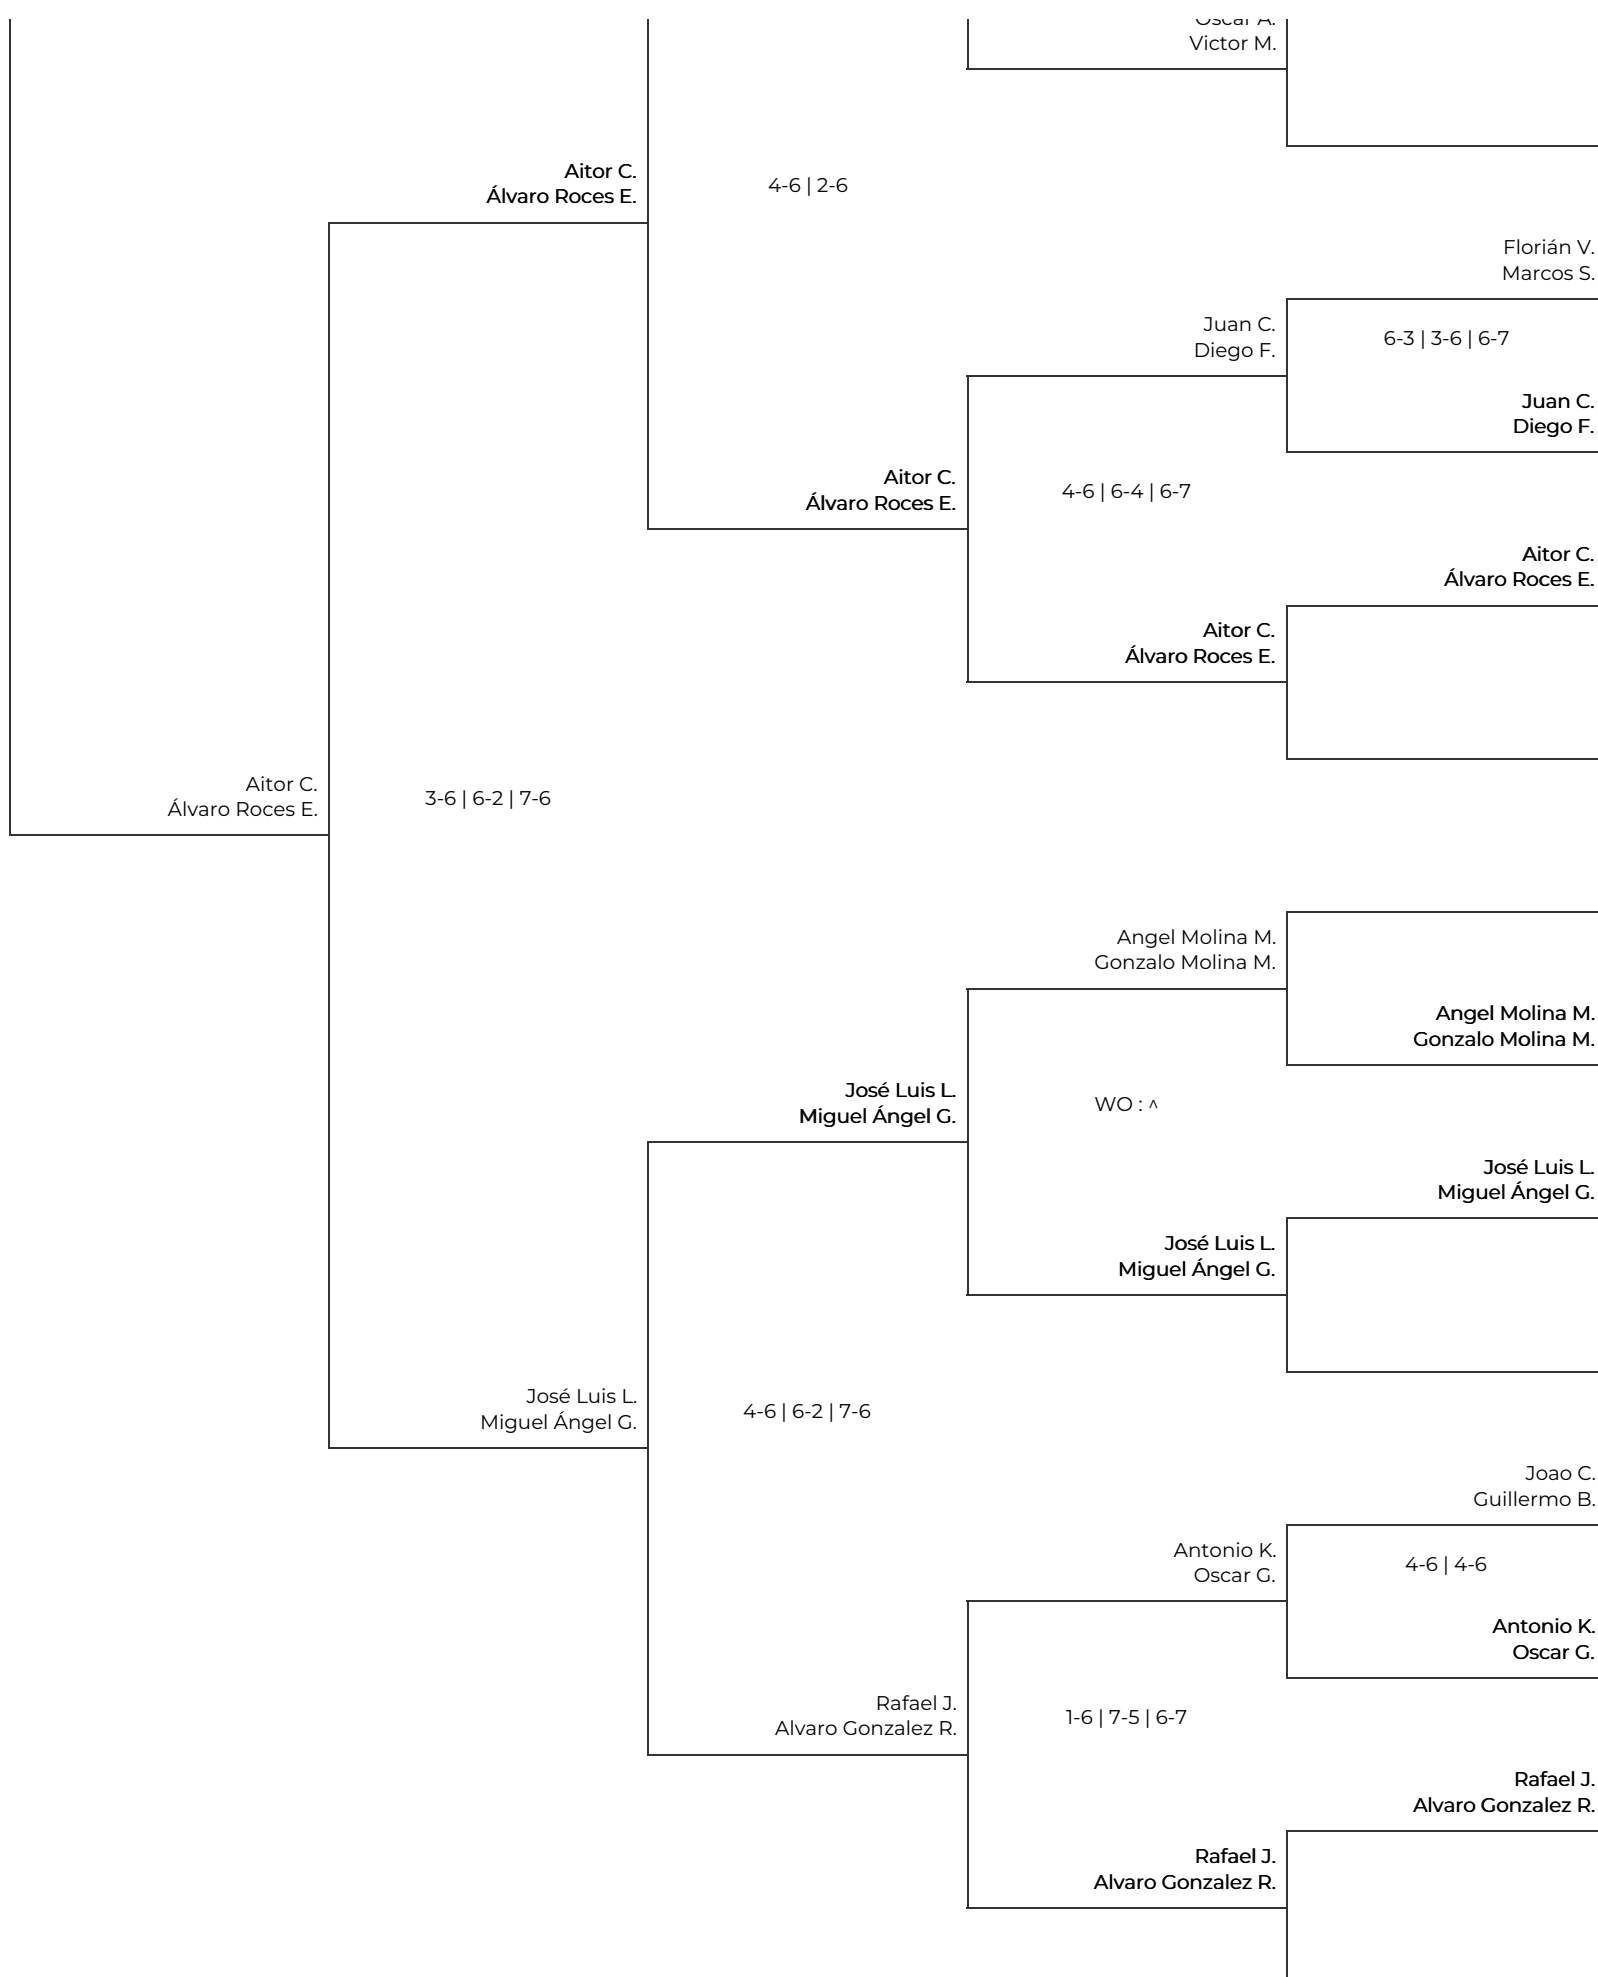 Oscar A.
Victor M.
Aitor C.
Álvaro Roces E.
4-6 | 2-6
Florián V.
Marcos S.
Juan C.
Diego F.
6-3 | 3-6 | 6-7
Juan C.
Diego F.
Aitor C.
Álvaro Roces E.
4-6 | 6-4 | 6-7
Aitor C.
Álvaro Roces E.
Aitor C.
Álvaro Roces E.
Aitor C.
Álvaro Roces E.
3-6 | 6-2 | 7-6
Angel Molina M.
Gonzalo Molina M.
Angel Molina M.
Gonzalo Molina M.
José Luis L.
Miguel Ángel G.
WO : ^
José Luis L.
Miguel Ángel G.
José Luis L.
Miguel Ángel G.
José Luis L.
Miguel Ángel G.
4-6 | 6-2 | 7-6
Joao C.
Guillermo B.
Antonio K.
Oscar G.
4-6 | 4-6
Antonio K.
Oscar G.
Rafael J.
Alvaro Gonzalez R.
1-6 | 7-5 | 6-7
Rafael J.
Alvaro Gonzalez R.
Rafael J.
Alvaro Gonzalez R.